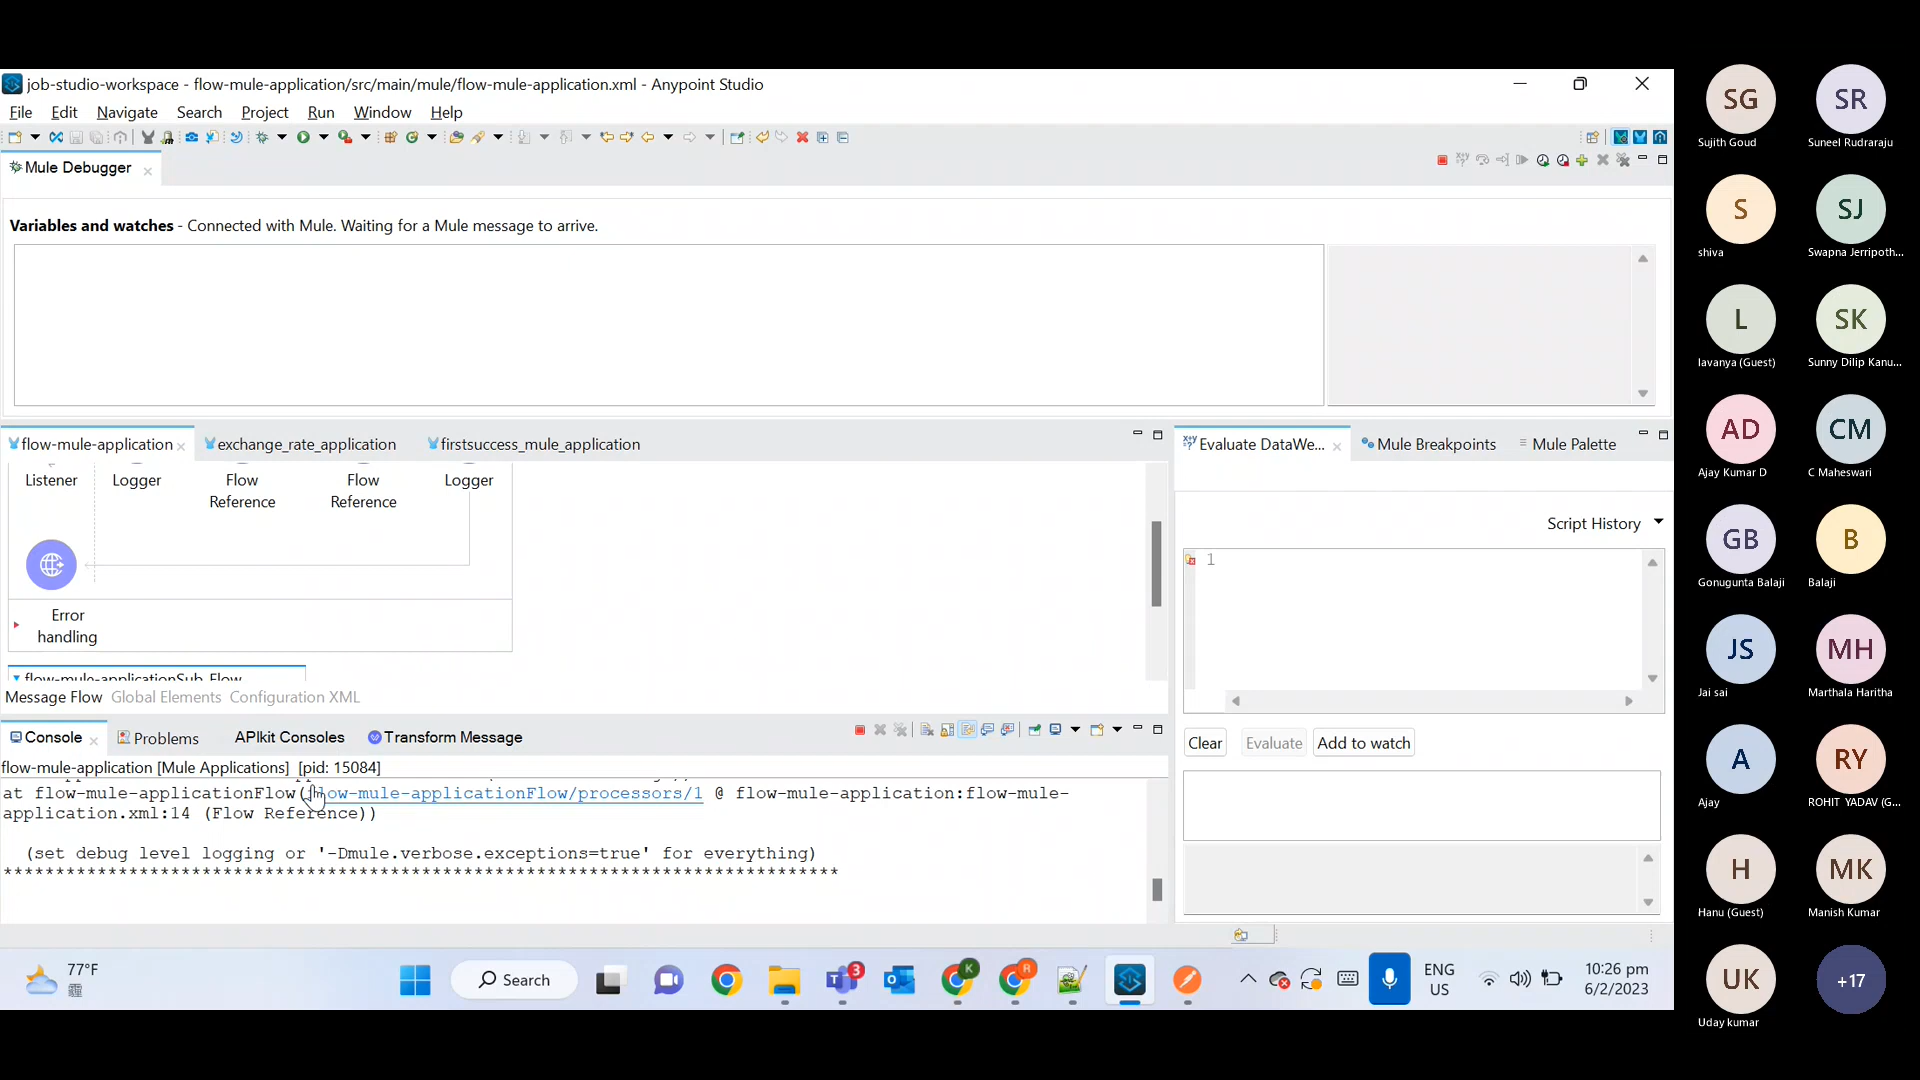 job-studio-workspace - flow-mule-application/src/main/mule/flow-mule-application.xml - Anypoint Studio
File Edit Navigate Search Project Run Window Help
Mule Debugger
Variables and watches - Connected with Mule. Waiting for a Mule message to arrive.
flow-mule-application exchange_rate_application firstsuccess_mule_application
Listener Logger Flow Reference Flow Reference Logger
Error
handling
flow-mule-applicationSub_Flow
Message Flow Global Elements Configuration XML
Evaluate DataWe... Mule Breakpoints Mule Palette
Script History
1
Clear Evaluate Add to watch
Console Problems APIkit Consoles Transform Message
flow-mule-application [Mule Applications] [pid: 15084]
at flow-mule-applicationFlow(flow-mule-applicationFlow/processors/1 @ flow-mule-application:flow-mule-
application.xml:14 (Flow Reference))
(set debug level logging or '-Dmule.verbose.exceptions=true' for everything)
********************************************************************************
77°F
Search
3
K
R
ENG
US
10:26 pm
6/2/2023
SG
Sujith Goud
SR
Suneel Rudraraju
S
shiva
SJ
Swapna Jerripoth...
L
lavanya (Guest)
SK
Sunny Dilip Kanu...
AD
Ajay Kumar D
CM
C Maheswari
GB
Gonugunta Balaji
B
Balaji
JS
Jai sai
MH
Marthala Haritha
A
Ajay
RY
ROHIT YADAV (G...
H
Hanu (Guest)
MK
Manish Kumar
UK
Uday kumar
+17